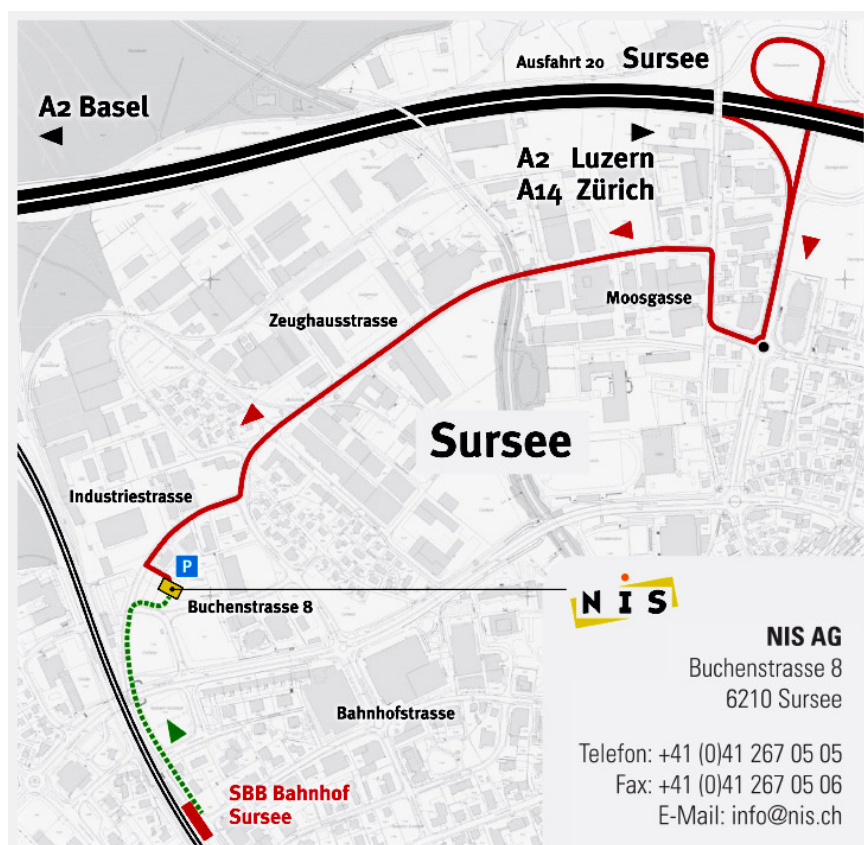 Ausfahrt 20 Sursee
A2 Basel
A2 Luzern
A14 Zürich
Moosgasse
Zeughausstrasse
Sursee
Industriestrasse
P
Buchenstrasse 8
NIS
NIS AG
Buchenstrasse 8
6210 Sursee
Bahnhofstrasse
Telefon: +41 (0)41 267 05 05
Fax: +41 (0)41 267 05 06
E-Mail: info@nis.ch
SBB Bahnhof
Sursee